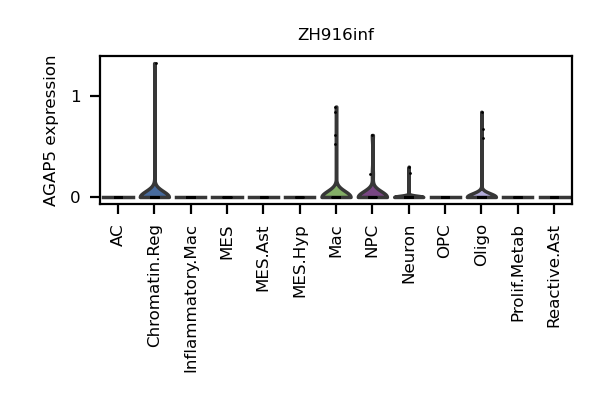 ZH916inf
AGAP5 expression
1
0
AC
Chromatin.Reg
Inflammatory.Mac
MES
MES.Ast
MES.Hyp
Mac
NPC
Neuron
OPC
Oligo
Prolif.Metab
Reactive.Ast